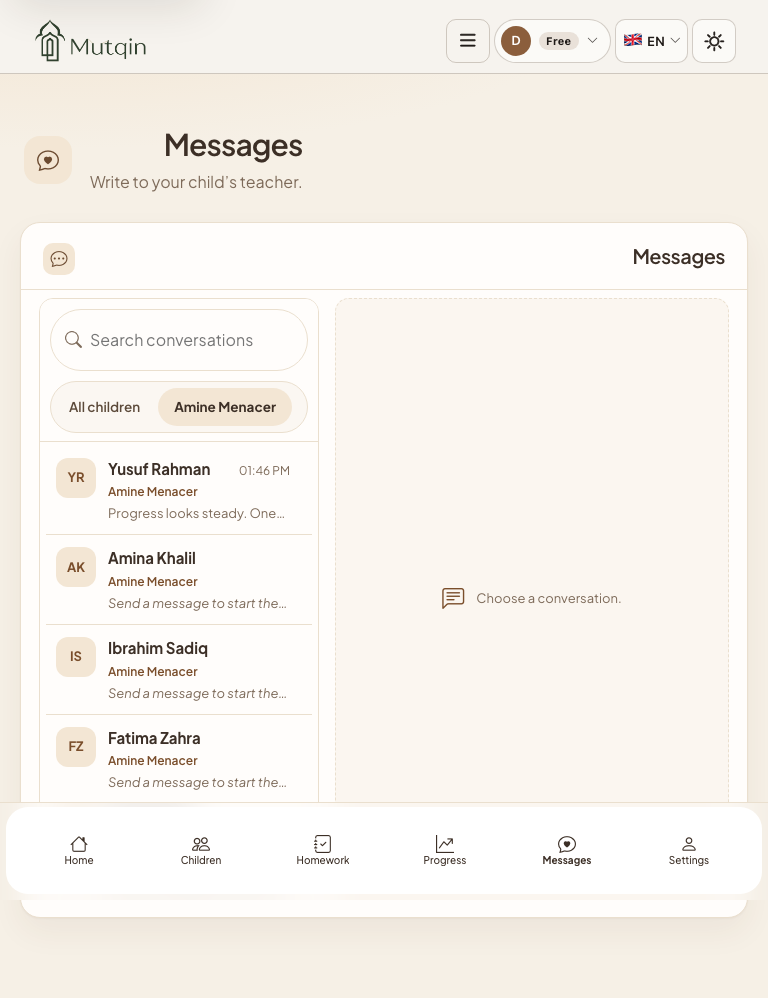 Mutqin
D Free
EN
Messages
Write to your child's teacher.
Messages
Search conversations
All children
Amine Menacer
YR
Yusuf Rahman
01:46 PM
Amine Menacer
Progress looks steady. One…
AK
Amina Khalil
Amine Menacer
Send a message to start the…
IS
Ibrahim Sadiq
Amine Menacer
Send a message to start the…
FZ
Fatima Zahra
Amine Menacer
Send a message to start the…
Choose a conversation.
Home
Children
Homework
Progress
Messages
Settings